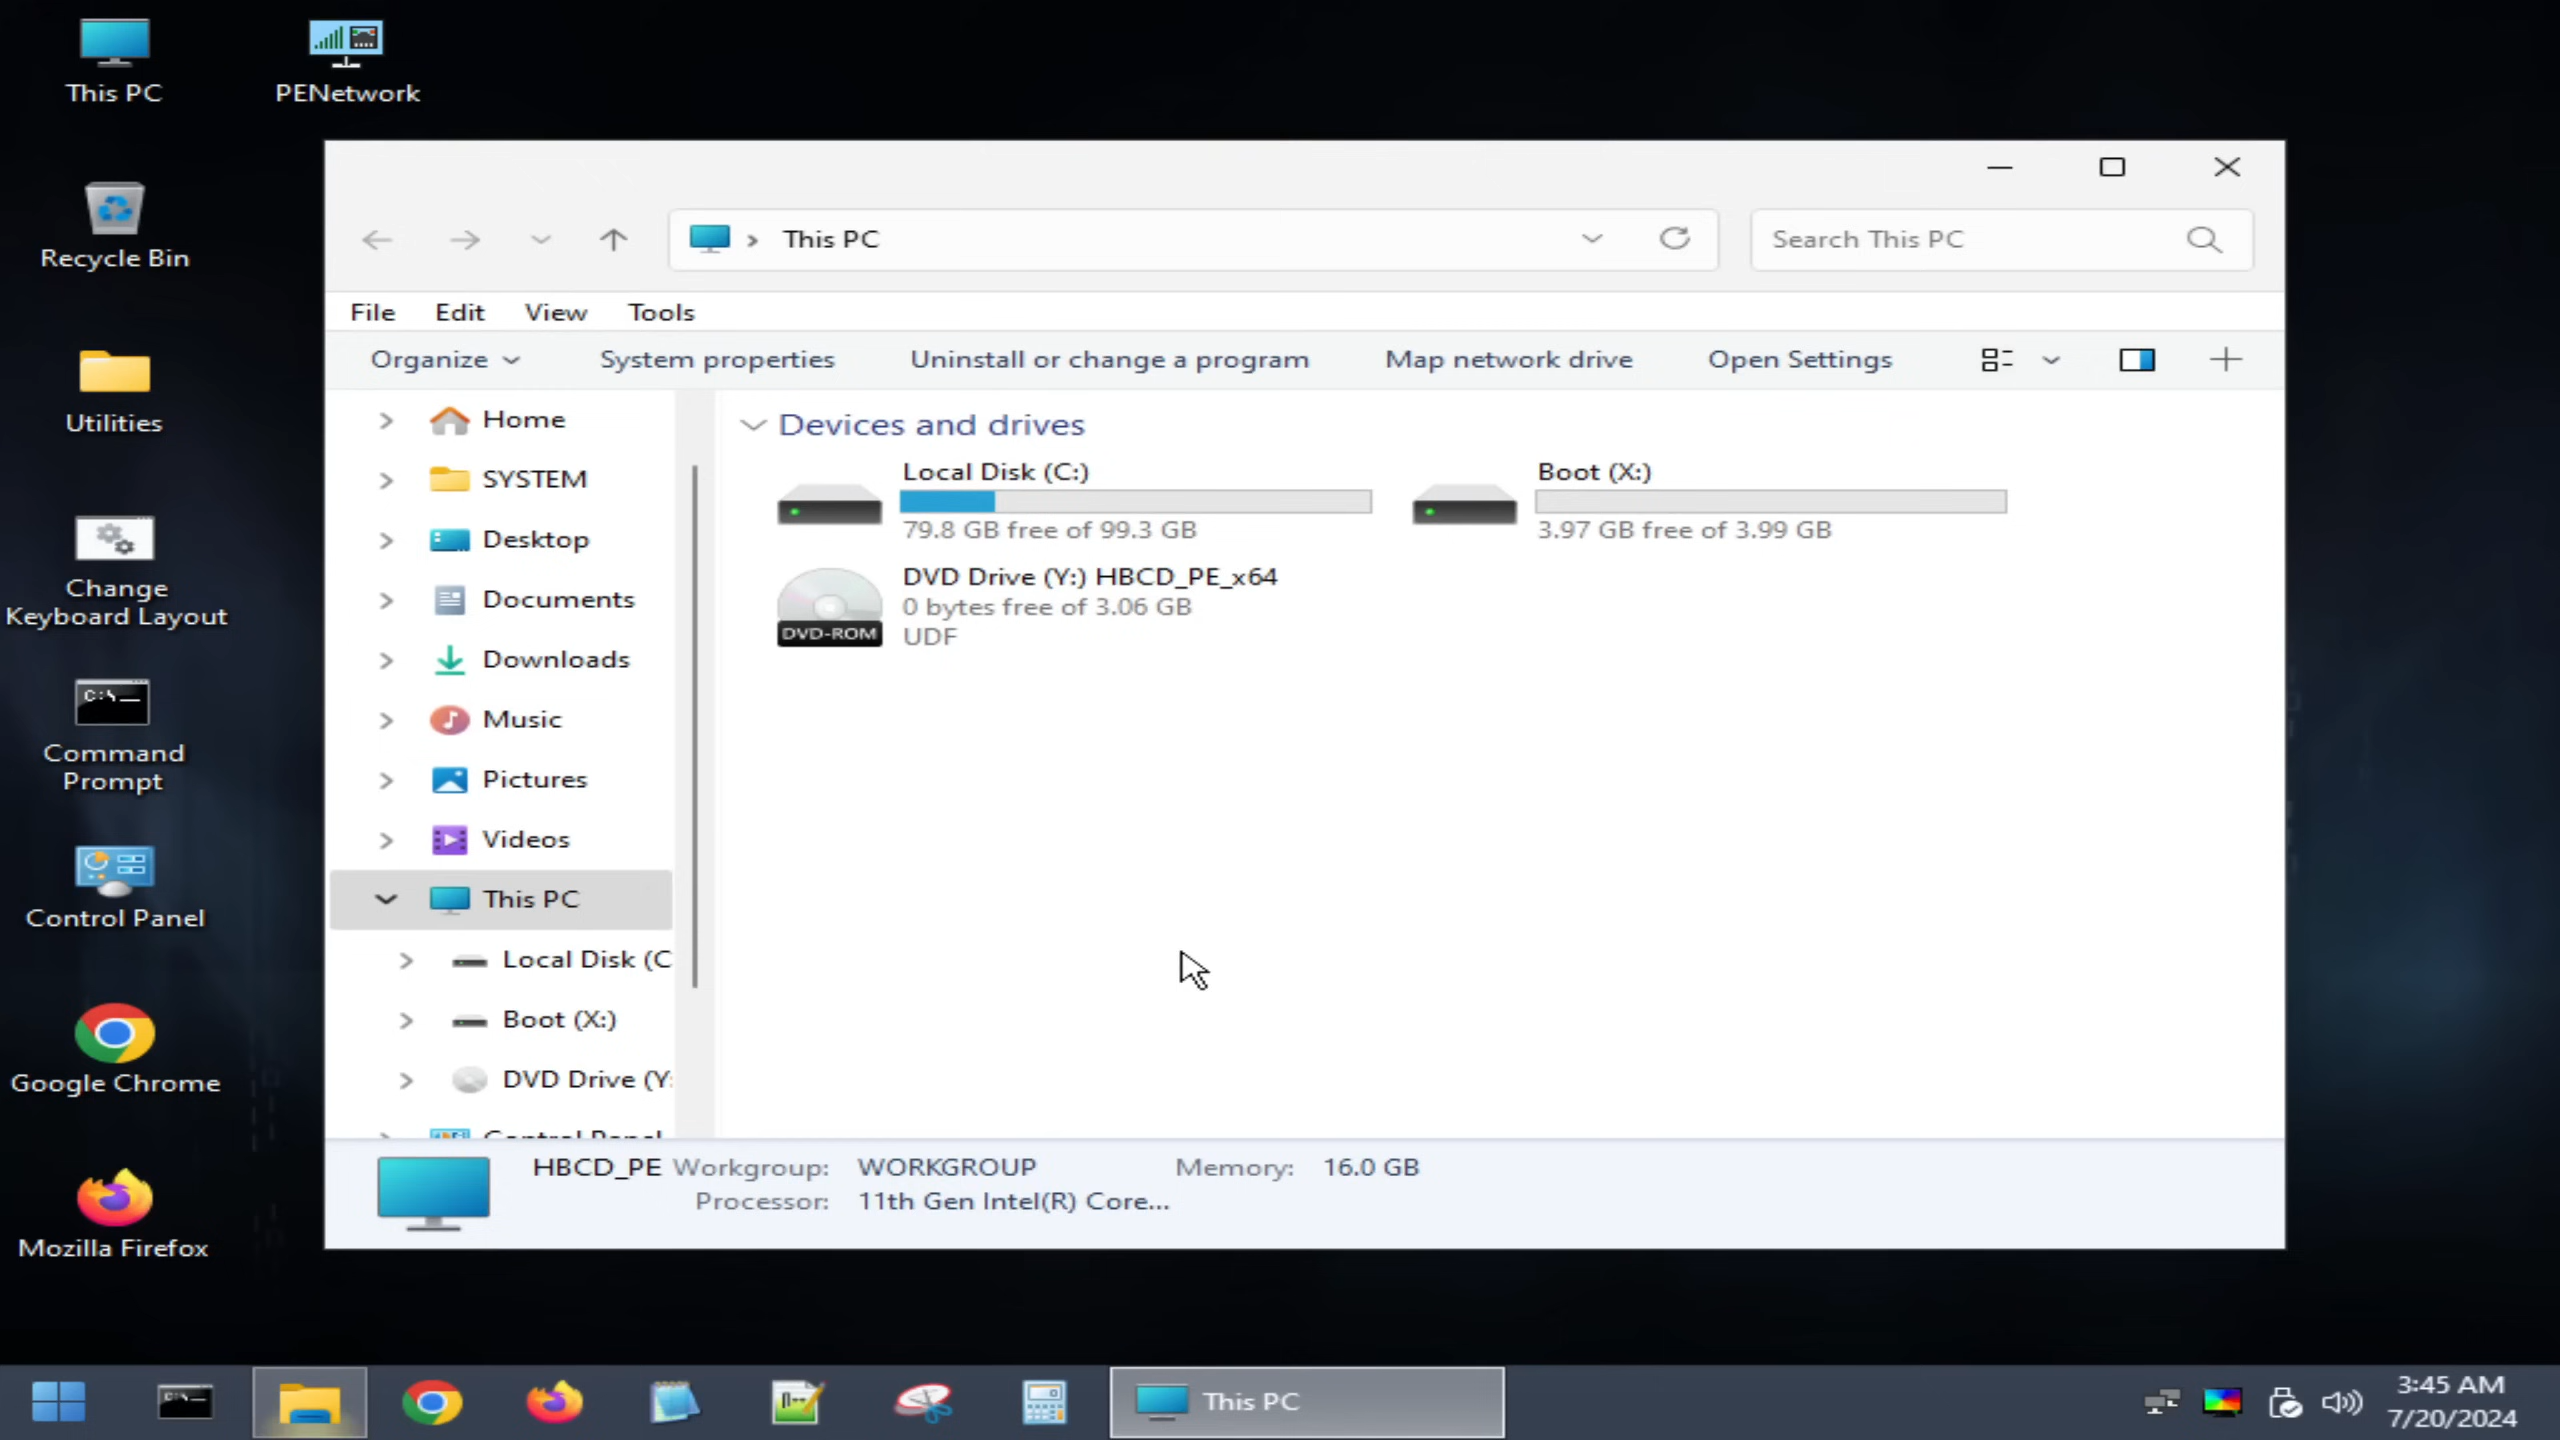 This PC
PENetwork
Recycle Bin
Utilities
Change
Keyboard Layout
C:\
Command
Prompt
Control Panel
Google Chrome
Mozilla Firefox
This PC
Search This PC
File Edit View Tools
Organize System properties Uninstall or change a program Map network drive Open Settings
Home
SYSTEM
Desktop
Documents
Downloads
Music
Pictures
Videos
This PC
Local Disk (C
Boot (X:)
DVD Drive (Y:
Control Panel
Devices and drives
Local Disk (C:)
79.8 GB free of 99.3 GB
Boot (X:)
3.97 GB free of 3.99 GB
DVD-ROM
DVD Drive (Y:) HBCD_PE_x64
0 bytes free of 3.06 GB
UDF
HBCD_PE Workgroup: WORKGROUP Memory: 16.0 GB
Processor: 11th Gen Intel(R) Core...
This PC
3:45 AM
7/20/2024